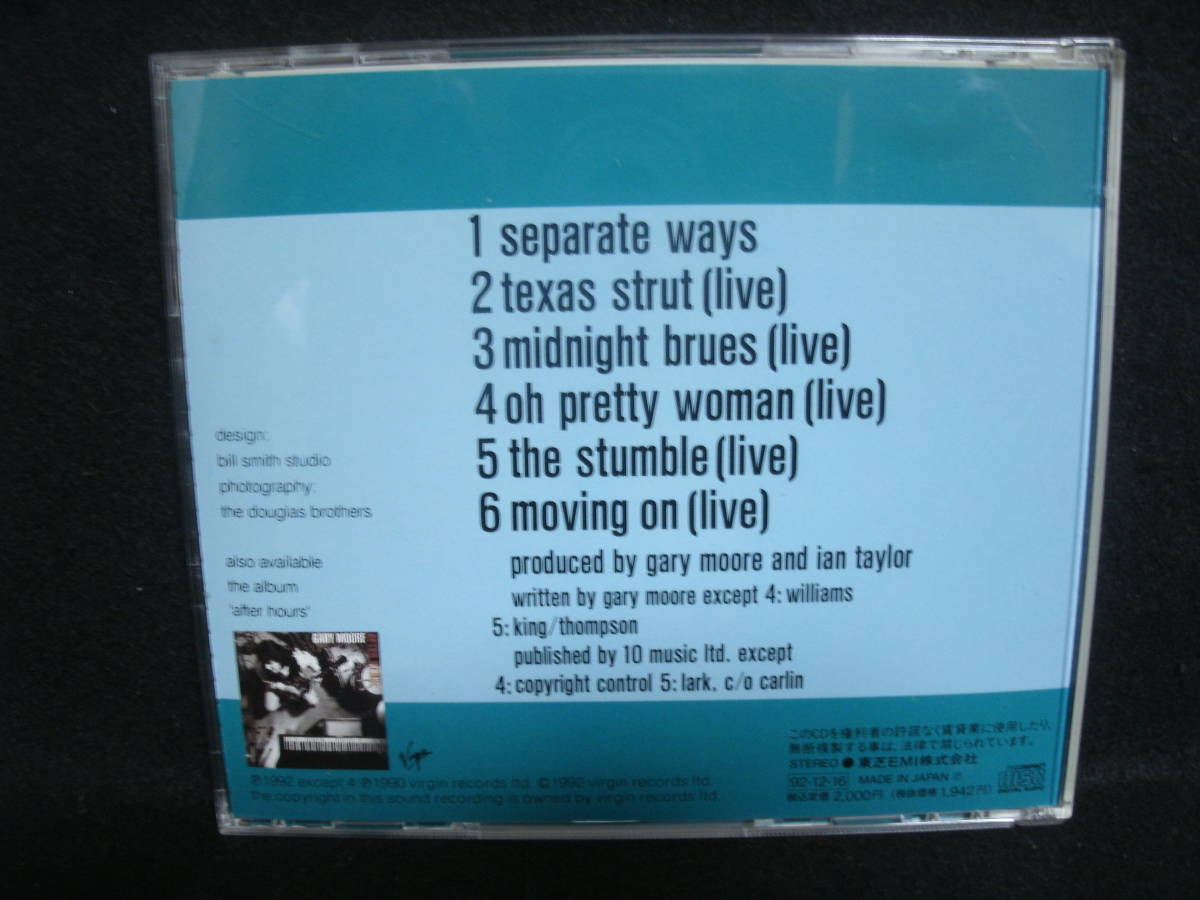 1 separate ways
2 texas strut (live)
3 midnight brues (live)
4 oh pretty woman (live)
5 the stumble (live)
6 moving on (live)
produced by gary moore and ian taylor
written by gary moore except 4: williams
5: king/thompson
published by 10 music ltd. except
4: copyright control 5: lark. c/o carlin
design:
bill smith studio
photography:
the douglas brothers
also available
the album
'after hours'
GARY MOORE
Virgin
℗1992 except 4 ℗1990 virgin records ltd. ©1992 virgin records ltd.
the copyright in this sound recording is owned by virgin records ltd.
このCDを権利者の許諾なく賃貸業に使用したり、
無断複製する事は、法律で禁じられています。
STEREO ● 東芝EMI株式会社
92-12-16 MADE IN JAPAN
税込定価 2,000円 (税抜価格 1,942円)
COMPACT disc DIGITAL AUDIO